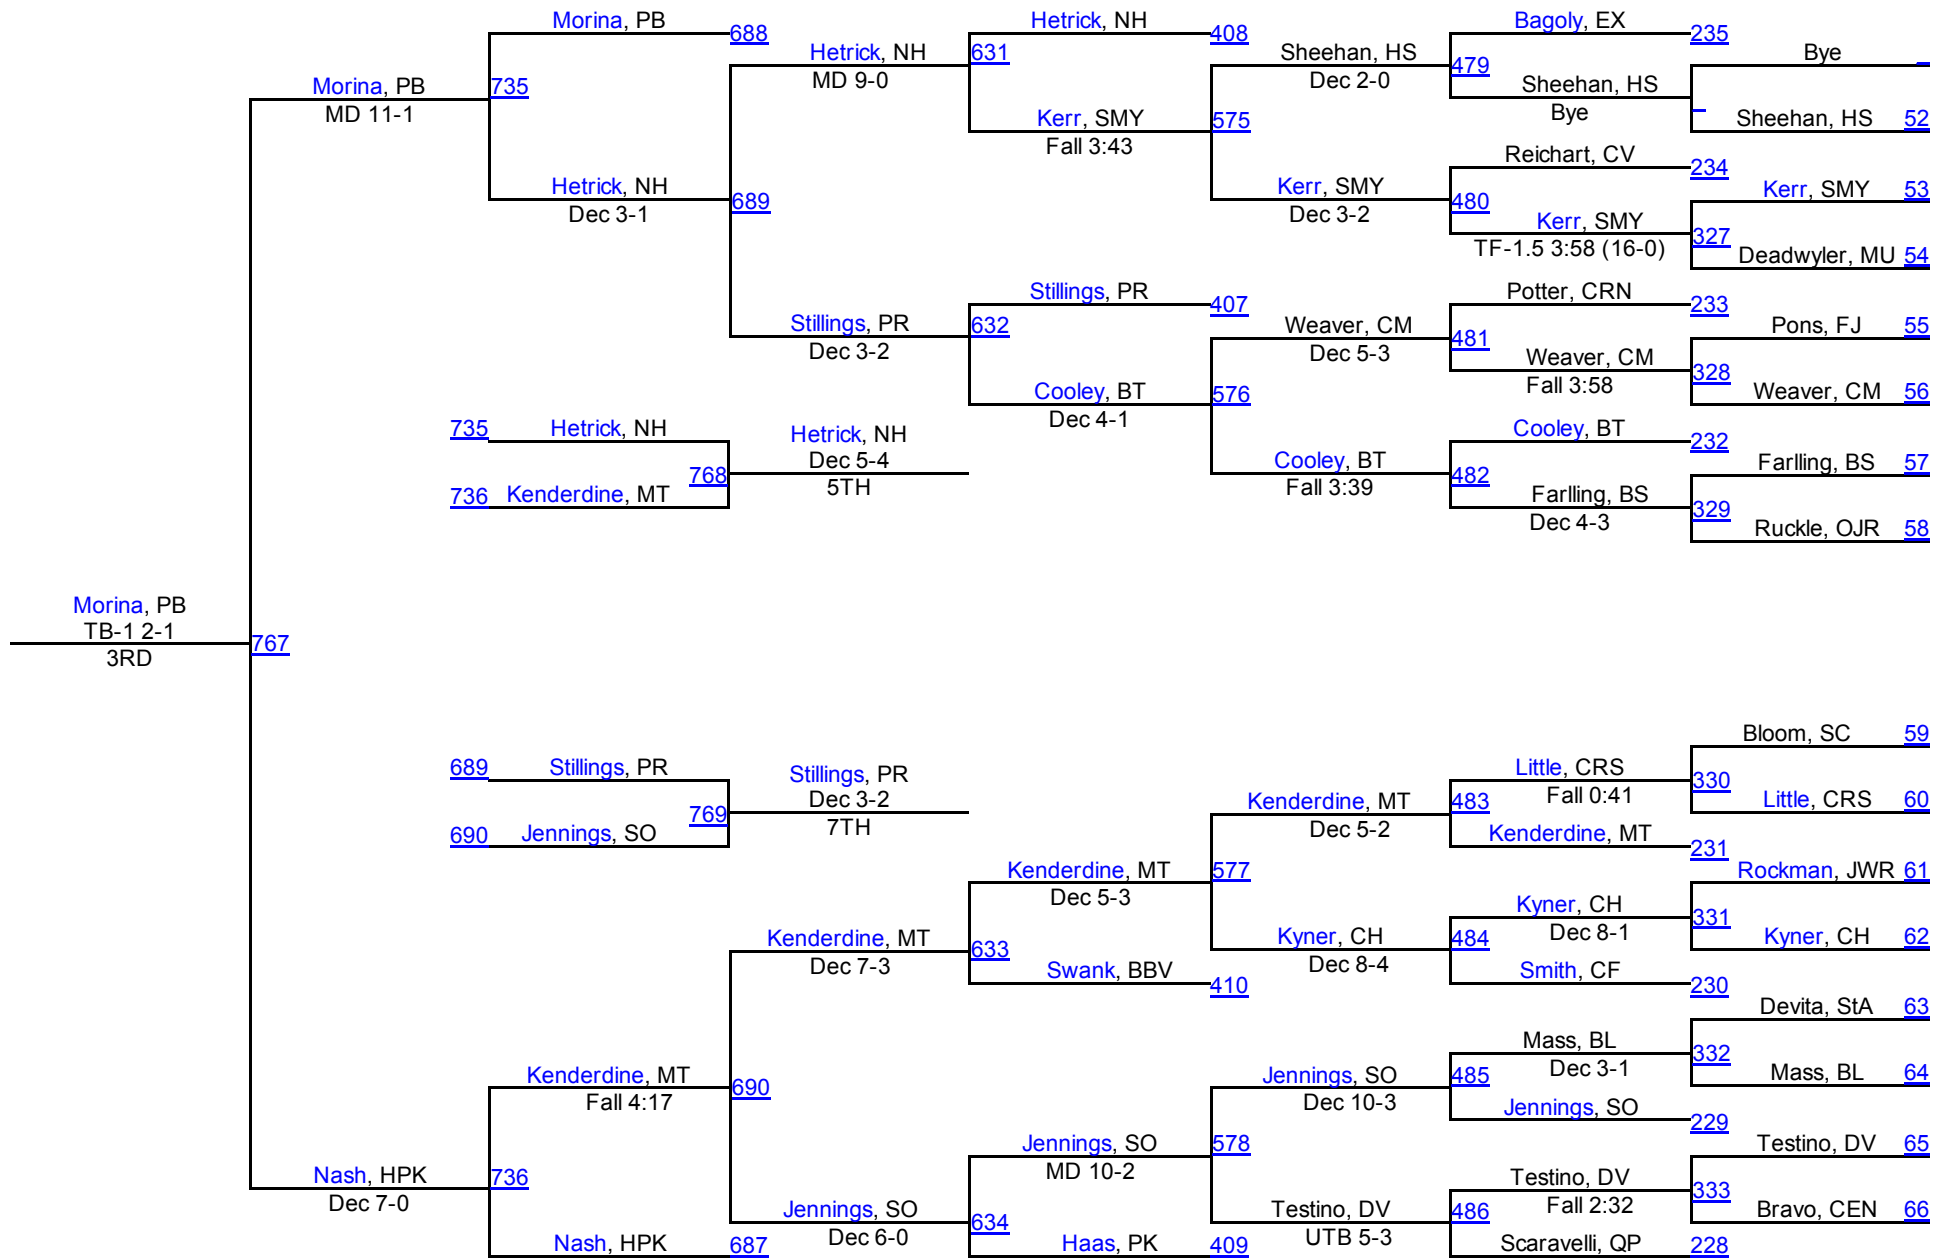 Morina, PB
688
Hetrick, NH
408
Bagoly, EX
235
Hetrick, NH
MD 9-0
631
Sheehan, HS
Dec 2-0
479
Bye
Morina, PB
MD 11-1
735
Sheehan, HS
Bye
Kerr, SMY
Fall 3:43
575
Sheehan, HS 52
Reichart, CV
234
Hetrick, NH
Dec 3-1
689
Kerr, SMY
Dec 3-2
480
Kerr, SMY 53
Kerr, SMY
TF-1.5 3:58 (16-0)
327
Deadwyler, MU 54
Stillings, PR
407
Potter, CRN
233
Stillings, PR
Dec 3-2
632
Weaver, CM
Dec 5-3
481
Pons, FJ 55
Weaver, CM
Fall 3:58
328
Cooley, BT
Dec 4-1
576
Weaver, CM 56
735 Hetrick, NH
Hetrick, NH
Dec 5-4
5TH
768
736 Kenderdine, MT
Cooley, BT
232
Cooley, BT
Fall 3:39
482
Farlling, BS 57
Farlling, BS
Dec 4-3
329
Ruckle, OJR 58
Morina, PB
TB-1 2-1
3RD
767
Bloom, SC 59
689 Stillings, PR
Stillings, PR
Dec 3-2
7TH
769
690 Jennings, SO
Little, CRS
Fall 0:41
330
Kenderdine, MT
Dec 5-2
483
Little, CRS 60
Kenderdine, MT
231
Kenderdine, MT
Dec 5-3
577
Rockman, JWR 61
Kyner, CH
Dec 8-1
331
Kenderdine, MT
Dec 7-3
633
Kyner, CH
Dec 8-4
484
Kyner, CH 62
Swank, BBV
410
Smith, CF
230
Devita, StA 63
Mass, BL
Dec 3-1
332
Kenderdine, MT
Fall 4:17
690
Jennings, SO
Dec 10-3
485
Mass, BL 64
Jennings, SO
229
Jennings, SO
MD 10-2
578
Testino, DV 65
Nash, HPK
Dec 7-0
736
Testino, DV
Fall 2:32
333
Jennings, SO
Dec 6-0
634
Testino, DV
UTB 5-3
486
Bravo, CEN 66
Nash, HPK
687
Haas, PK
409
Scaravelli, QP
228